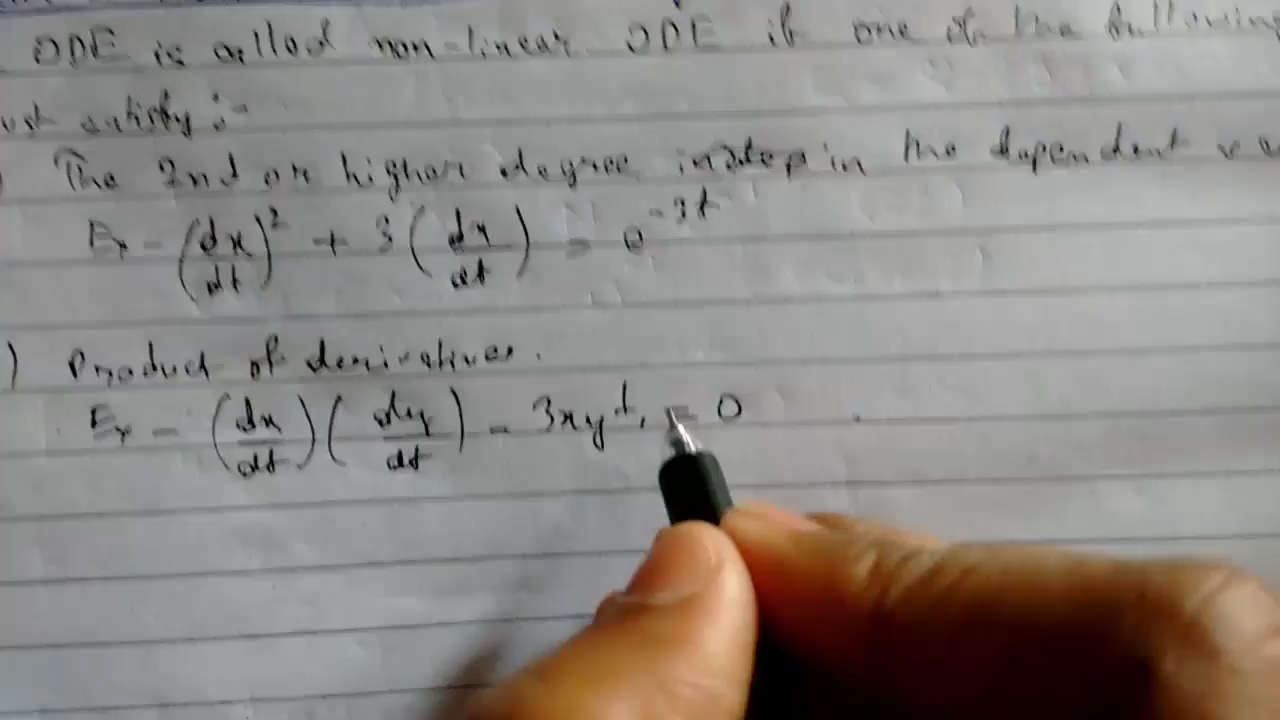 ODE is called non-linear ODE if one of the following
ust satisfy :-
The 2nd or higher degree in the dependent va
Ex - (dx/dt)² + 3 (dx/dt) = e^-3t
) Product of derivatives.
Ex - (dx/dt)(dy/dt) - 3xy = 0